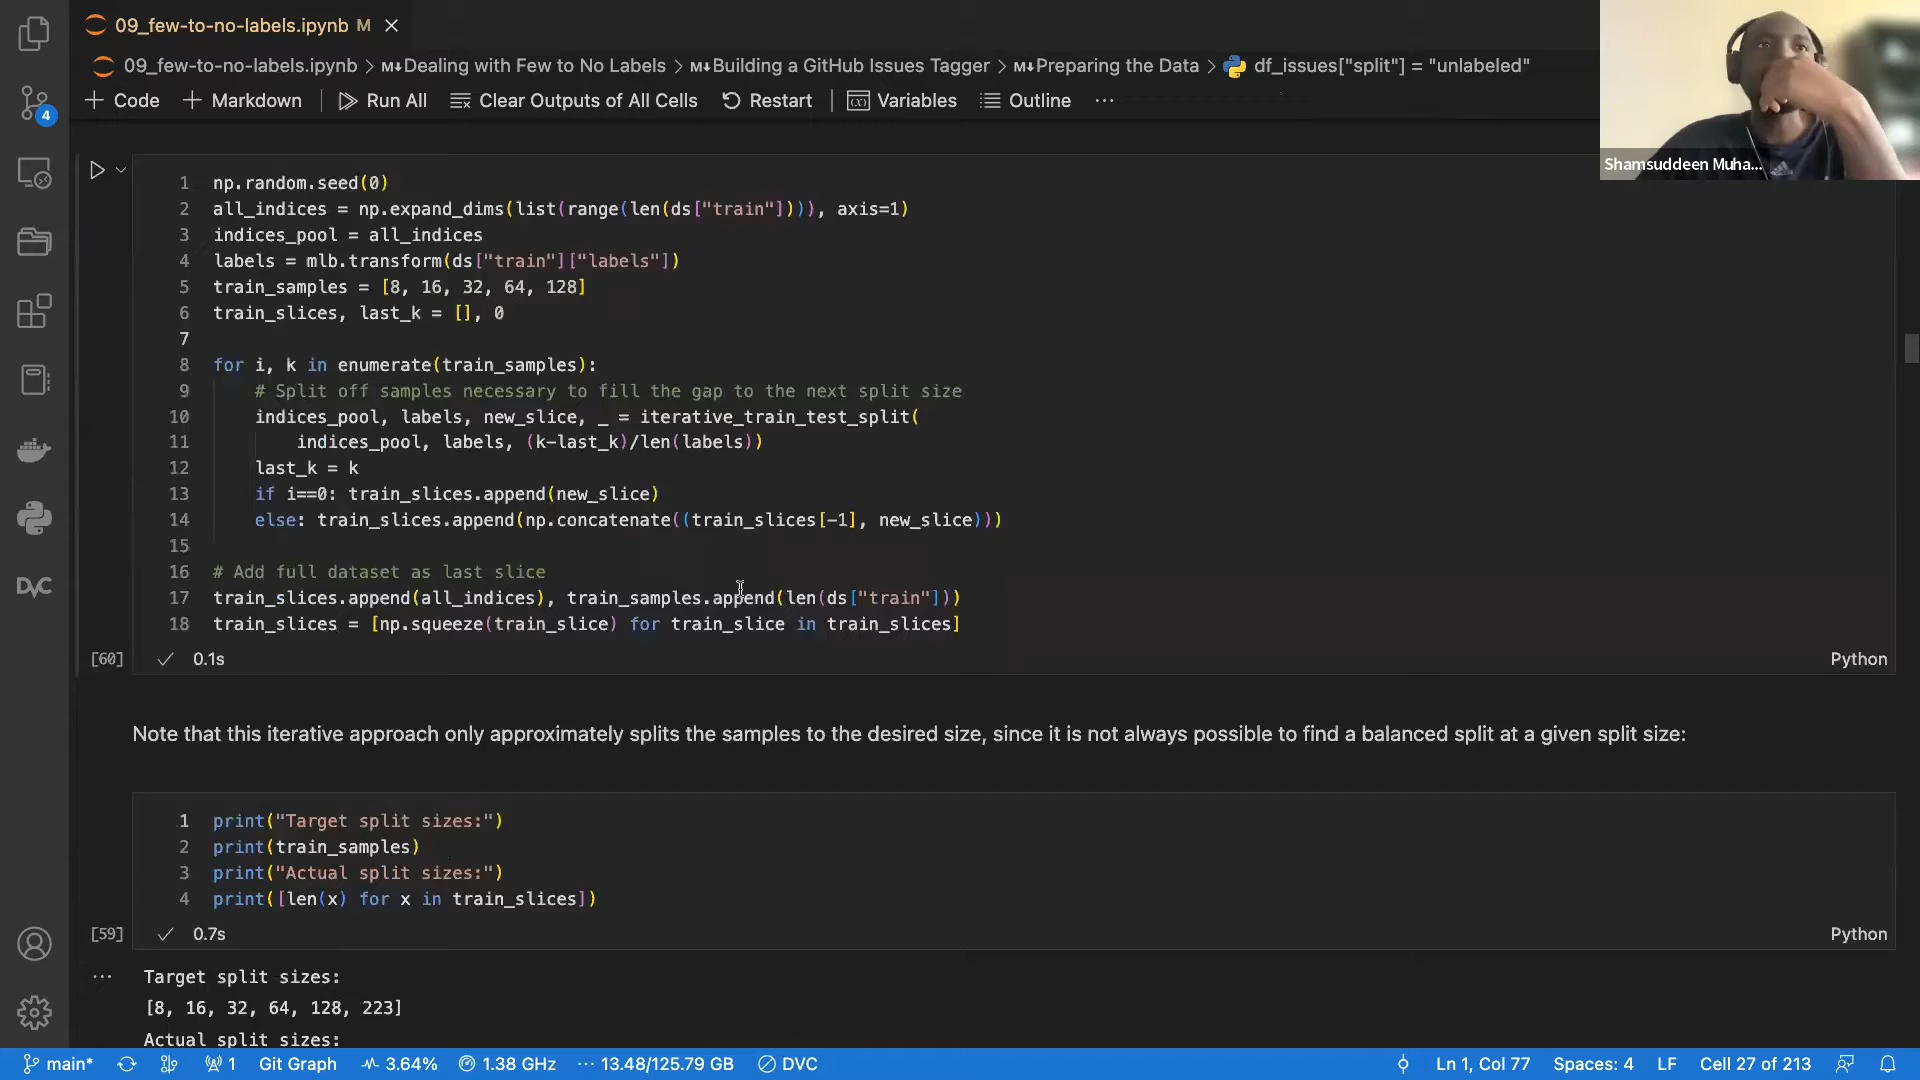 09_few-to-no-labels.ipynb M
09_few-to-no-labels.ipynb > M↓Dealing with Few to No Labels > M↓Building a GitHub Issues Tagger > M↓Preparing the Data > df_issues["split"] = "unlabeled"
+ Code + Markdown Run All Clear Outputs of All Cells Restart Variables Outline ...
Shamsuddeen Muha...
4
1 np.random.seed(0)
2 all_indices = np.expand_dims(list(range(len(ds["train"]))), axis=1)
3 indices_pool = all_indices
4 labels = mlb.transform(ds["train"]["labels"])
5 train_samples = [8, 16, 32, 64, 128]
6 train_slices, last_k = [], 0
7
8 for i, k in enumerate(train_samples):
9 # Split off samples necessary to fill the gap to the next split size
10 indices_pool, labels, new_slice, _ = iterative_train_test_split(
11 indices_pool, labels, (k-last_k)/len(labels))
12 last_k = k
13 if i==0: train_slices.append(new_slice)
14 else: train_slices.append(np.concatenate((train_slices[-1], new_slice)))
15
16 # Add full dataset as last slice
17 train_slices.append(all_indices), train_samples.append(len(ds["train"]))
18 train_slices = [np.squeeze(train_slice) for train_slice in train_slices]
[60] 0.1s Python
Note that this iterative approach only approximately splits the samples to the desired size, since it is not always possible to find a balanced split at a given split size:
1 print("Target split sizes:")
2 print(train_samples)
3 print("Actual split sizes:")
4 print([len(x) for x in train_slices])
[59] 0.7s Python
... Target split sizes:
[8, 16, 32, 64, 128, 223]
Actual split sizes:
DVC
main* 1 Git Graph 3.64% 1.38 GHz ... 13.48/125.79 GB DVC Ln 1, Col 77 Spaces: 4 LF Cell 27 of 213